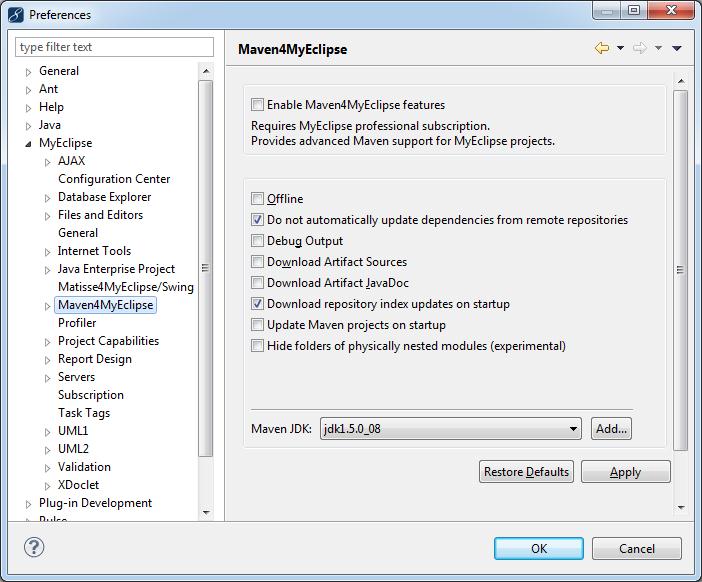 Preferences
type filter text
General
Ant
Help
Java
MyEclipse
AJAX
Configuration Center
Database Explorer
Files and Editors
General
Internet Tools
Java Enterprise Project
Matisse4MyEclipse/Swing
Maven4MyEclipse
Profiler
Project Capabilities
Report Design
Servers
Subscription
Task Tags
UML1
UML2
Validation
XDoclet
Plug-in Development
Pulse
Maven4MyEclipse
Enable Maven4MyEclipse features
Requires MyEclipse professional subscription.
Provides advanced Maven support for MyEclipse projects.
Offline
Do not automatically update dependencies from remote repositories
Debug Output
Download Artifact Sources
Download Artifact JavaDoc
Download repository index updates on startup
Update Maven projects on startup
Hide folders of physically nested modules (experimental)
Maven JDK: jdk1.5.0_08 Add...
Restore Defaults Apply
? OK Cancel